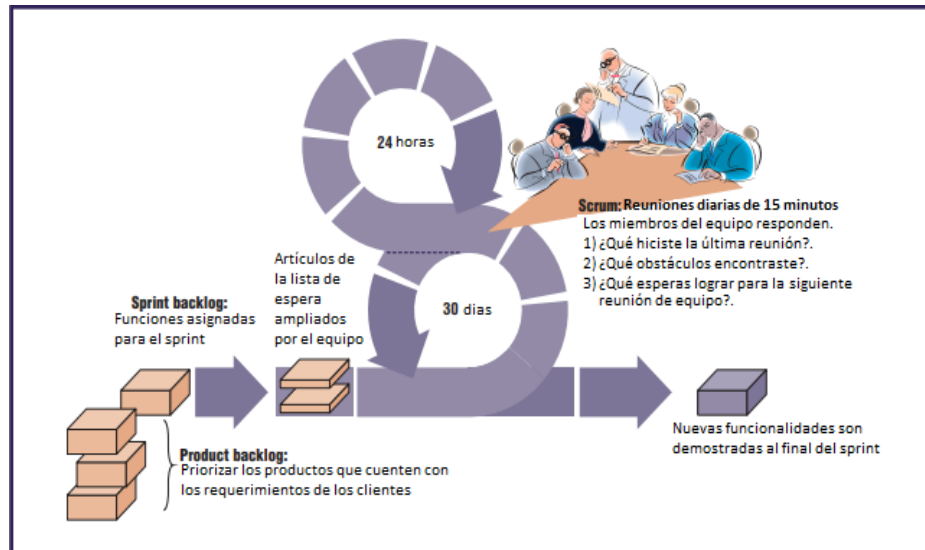 24 horas
Scrum: Reuniones diarias de 15 minutos
Los miembros del equipo responden.
1) ¿Qué hiciste la última reunión?.
2) ¿Qué obstáculos encontraste?.
3) ¿Qué esperas lograr para la siguiente
reunión de equipo?.
Artículos de
la lista de
espera
ampliados
por el equipo
30 dias
Sprint backlog:
Funciones asignadas
para el sprint
Nuevas funcionalidades son
demostradas al final del sprint
Product backlog:
Priorizar los productos que cuenten con
los requerimientos de los clientes